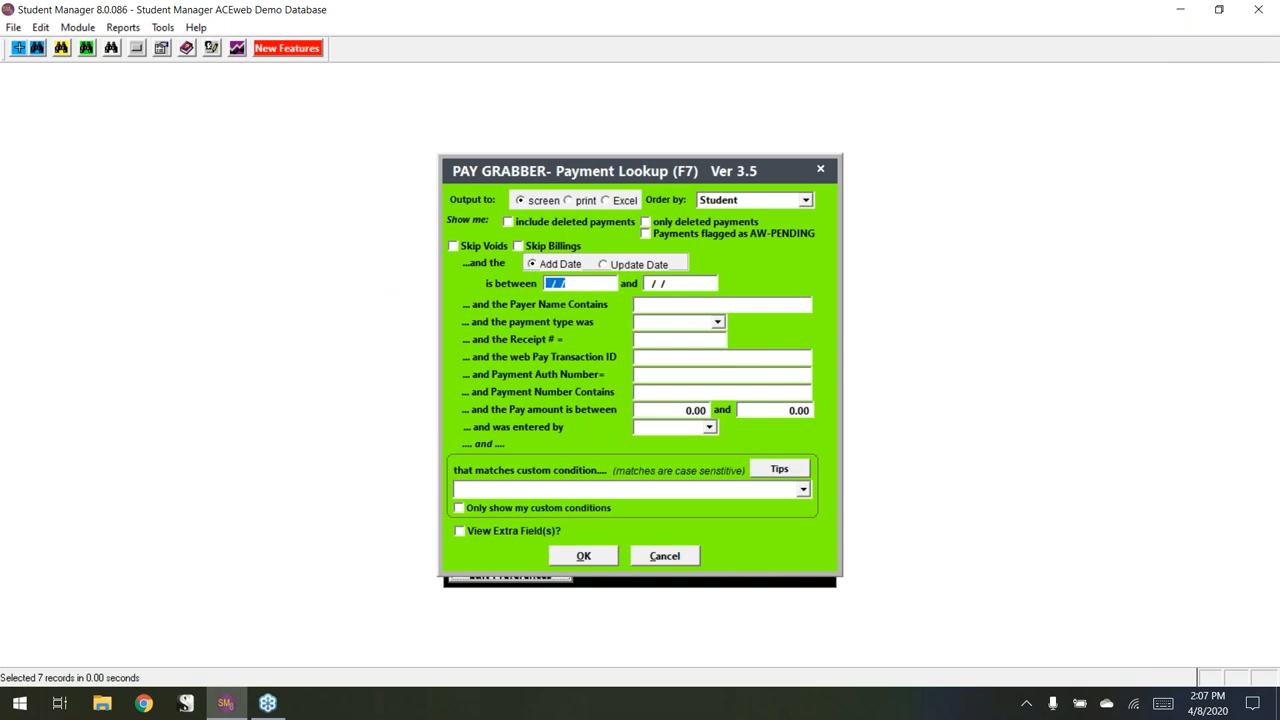 Student Manager 8.0.086 - Student Manager ACEweb Demo Database
File Edit Module Reports Tools Help
New Features
PAY GRABBER- Payment Lookup (F7) Ver 3.5
Output to: screen print Excel Order by: Student
Show me: include deleted payments only deleted payments
Payments flagged as AW-PENDING
Skip Voids Skip Billings
...and the Add Date Update Date
is between / / and / /
... and the Payer Name Contains
... and the payment type was
... and the Receipt # =
... and the web Pay Transaction ID
... and Payment Auth Number=
... and Payment Number Contains
... and the Pay amount is between 0.00 and 0.00
... and was entered by
.... and ....
that matches custom condition.... (matches are case sensitive) Tips
Only show my custom conditions
View Extra Field(s)?
OK Cancel
Selected 7 records in 0.00 seconds
2:07 PM
4/8/2020